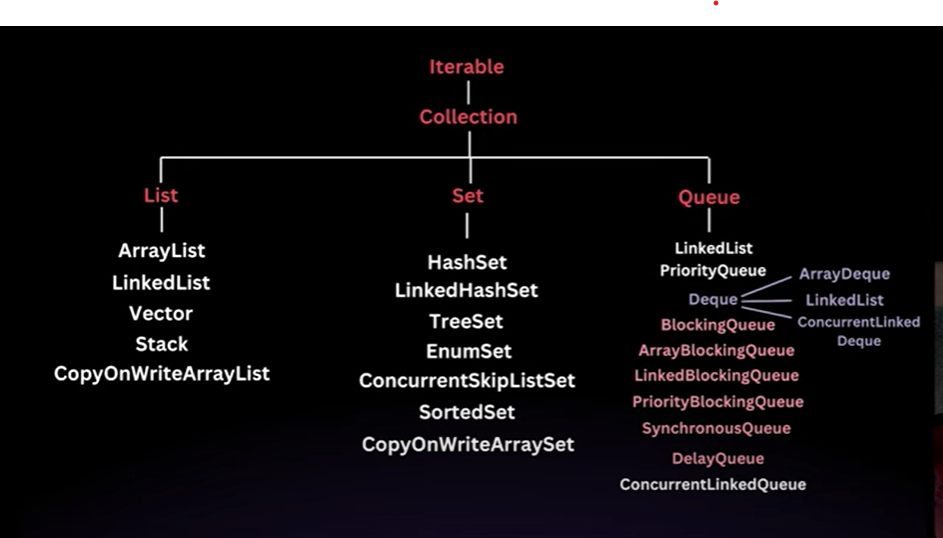 Iterable
Collection
List
Set
Queue
ArrayList
LinkedList
Vector
Stack
CopyOnWriteArrayList
HashSet
LinkedHashSet
TreeSet
EnumSet
ConcurrentSkipListSet
SortedSet
CopyOnWriteArraySet
LinkedList
PriorityQueue
Deque
ArrayDeque
LinkedList
ConcurrentLinked
Deque
BlockingQueue
ArrayBlockingQueue
LinkedBlockingQueue
PriorityBlockingQueue
SynchronousQueue
DelayQueue
ConcurrentLinkedQueue